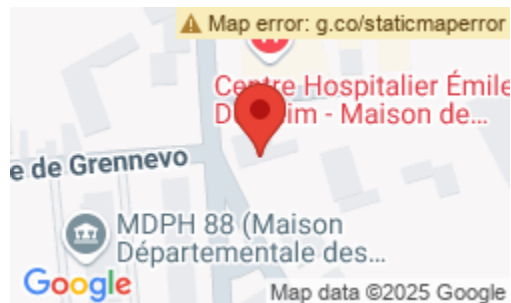 Map error: g.co/staticmaperror
Centre Hospitalier Émile
D im - Maison de...
e de Grennevo
MDPH 88 (Maison
Départementale des...
Google
Map data ©2025 Google